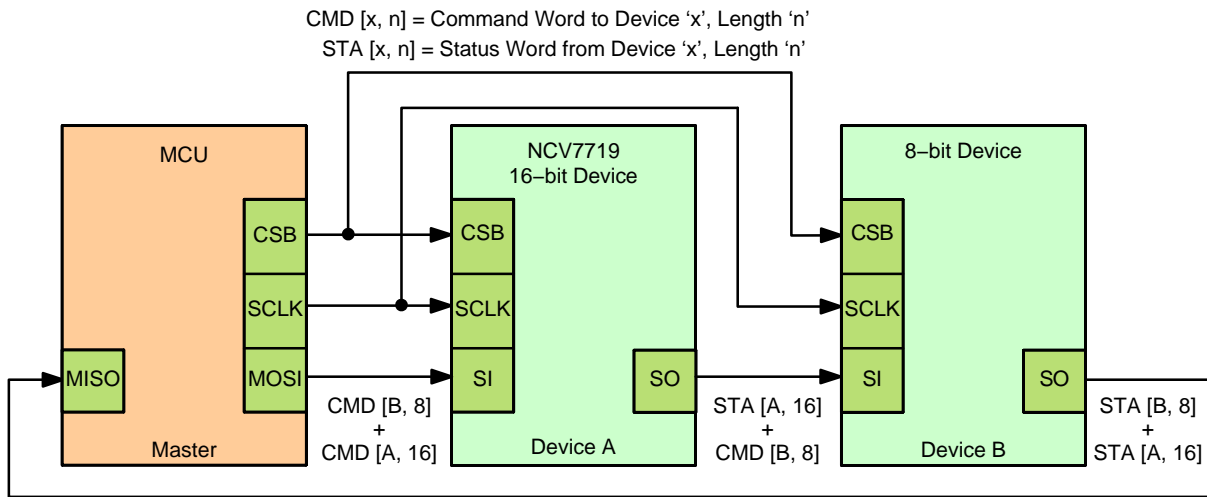 CMD [x, n] = Command Word to Device ‘x’, Length ‘n’
STA [x, n] = Status Word from Device ‘x’, Length ‘n’
MCU
CSB
SCLK
MISO
MOSI
Master
CMD [B, 8]
+
CMD [A, 16]
NCV7719
16–bit Device
CSB
SCLK
SI
SO
Device A
STA [A, 16]
+
CMD [B, 8]
8–bit Device
CSB
SCLK
SI
SO
Device B
STA [B, 8]
+
STA [A, 16]